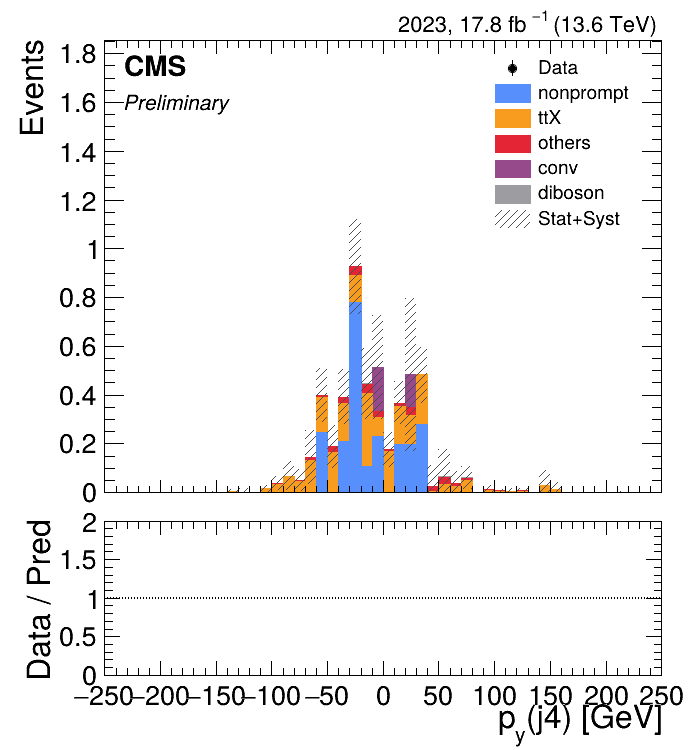 2023, 17.8 fb⁻¹ (13.6 TeV)
Events
1.8
1.6
1.4
1.2
1
0.8
0.6
0.4
0.2
0
CMS
Preliminary
Data
nonprompt
ttX
others
conv
diboson
Stat+Syst
Data / Pred
2
1.5
1
0.5
0
−250 −200 −150 −100 −50 0 50 100 150 200 250
p_y(j4) [GeV]